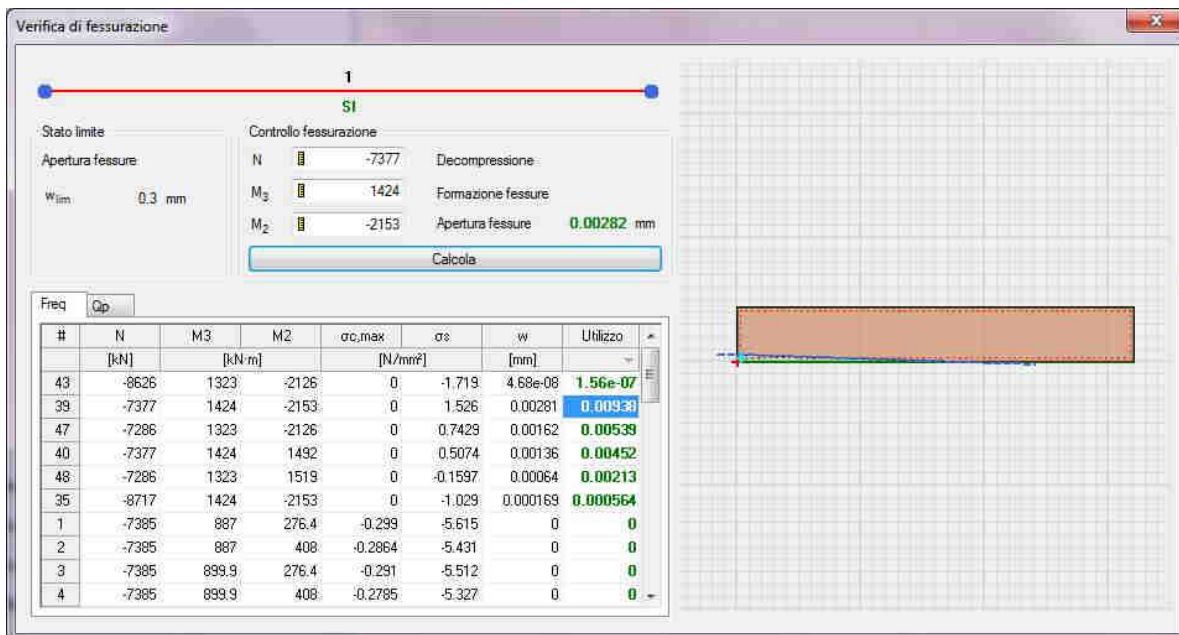 Verifica di fessurazione
1
SI
Stato limite
Apertura fessure
wlim 0.3 mm
Controllo fessurazione
N -7377 Decompressione
M3 1424 Formazione fessure
M2 -2153 Apertura fessure 0.00282 mm
Calcola
Freq Qp
# N M3 M2 σc,max σs w Utilizzo
[kN] [kN·m] [N/mm²] [mm]
43 -8626 1323 -2126 0 -1.719 4.68e-08 1.56e-07
39 -7377 1424 -2153 0 1.526 0.00281 0.00938
47 -7286 1323 -2126 0 0.7429 0.00162 0.00539
40 -7377 1424 1492 0 0.5074 0.00136 0.00452
48 -7286 1323 1519 0 -0.1597 0.00064 0.00213
35 -8717 1424 -2153 0 -1.029 0.000169 0.000564
1 -7385 887 276.4 -0.299 -5.615 0 0
2 -7385 887 408 -0.2864 -5.431 0 0
3 -7385 899.9 276.4 -0.291 -5.512 0 0
4 -7385 899.9 408 -0.2785 -5.327 0 0